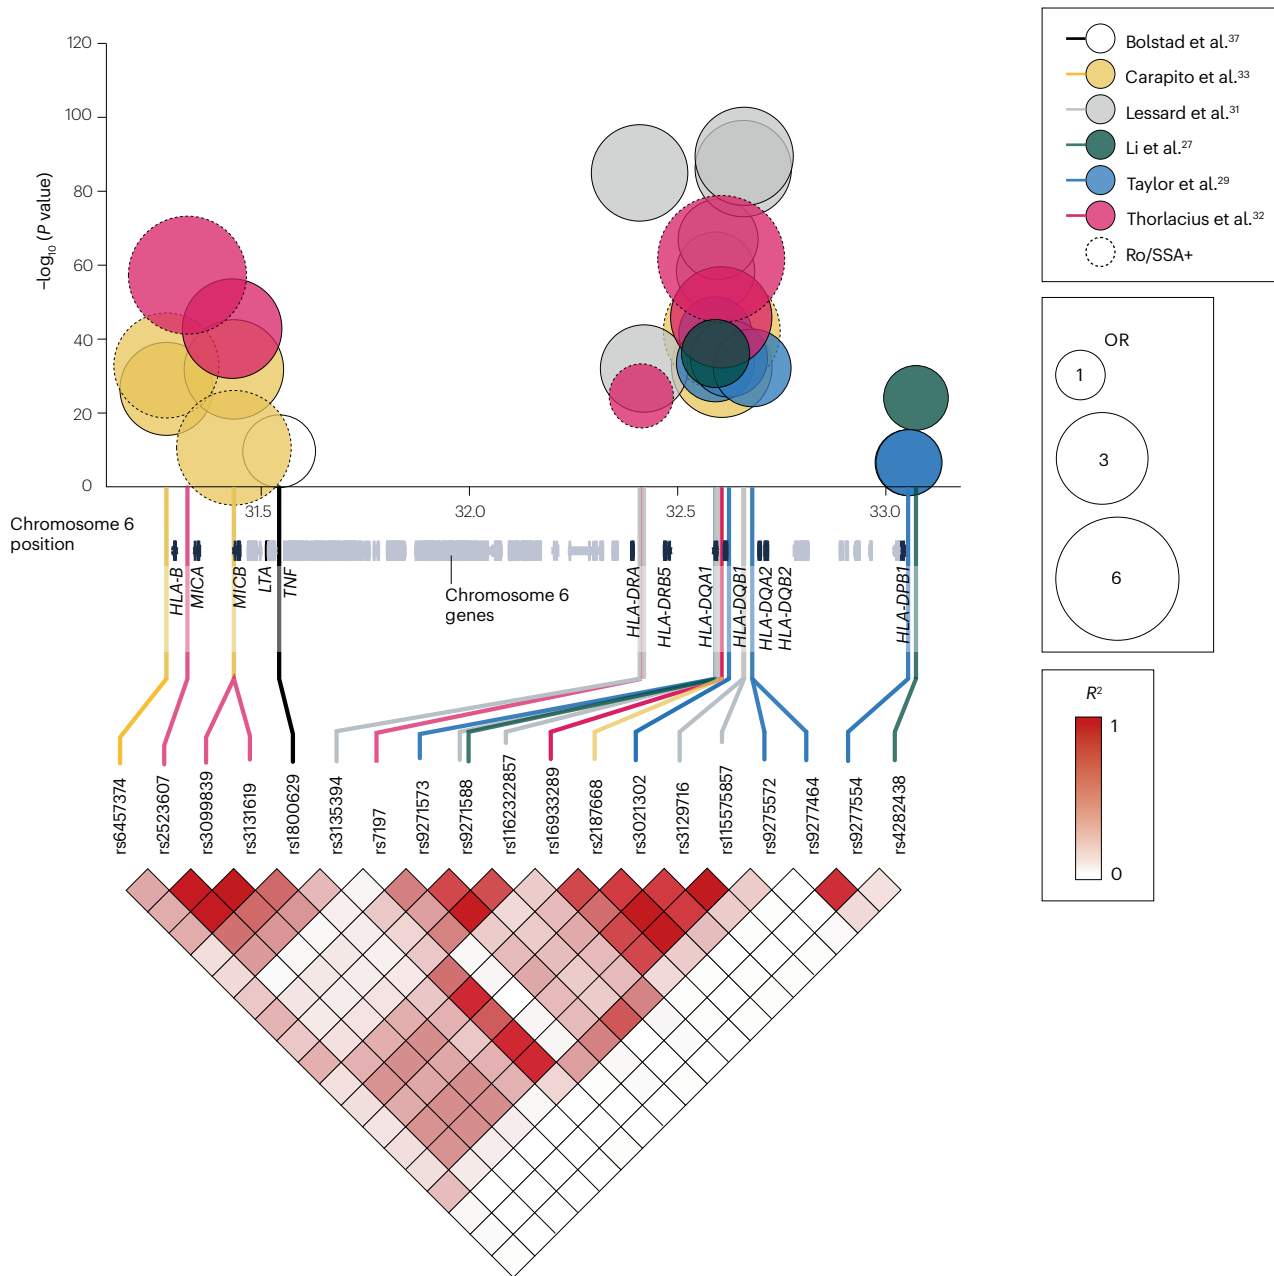 120
100
80
60
40
20
0
−log10 (P value)
Bolstad et al.37
Carapito et al.33
Lessard et al.31
Li et al.27
Taylor et al.29
Thorlacius et al.32
Ro/SSA+
OR
1
3
6
31.5
32.0
32.5
33.0
Chromosome 6
position
HLA-B
MICA
MICB
LTA
TNF
Chromosome 6
genes
HLA-DRA
HLA-DRB5
HLA-DQA1
HLA-DQB1
HLA-DQA2
HLA-DQB2
HLA-DPB1
R2
1
0
rs6457374
rs2523607
rs3099839
rs3131619
rs1800629
rs3135394
rs7197
rs9271573
rs9271588
rs1162322857
rs16933289
rs2187668
rs3021302
rs3129716
rs115575857
rs9275572
rs9277464
rs9277554
rs4282438